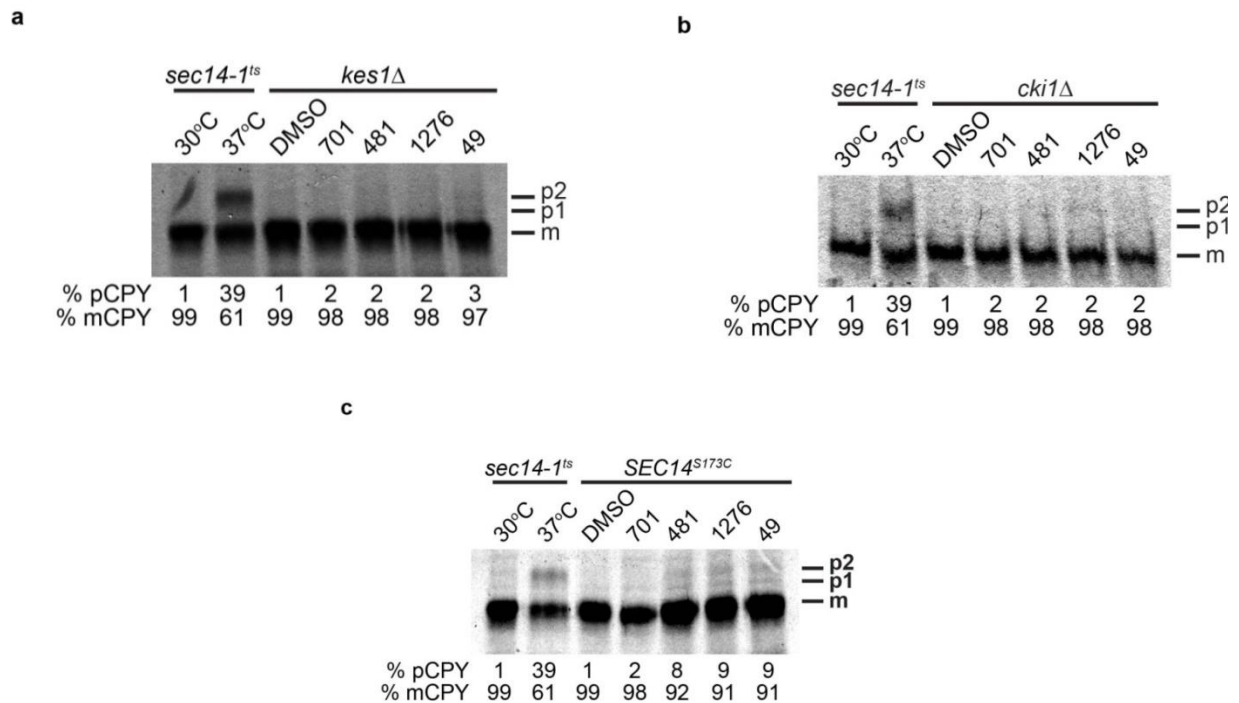 a
sec14-1ts kes1Δ
30°C 37°C DMSO 701 481 1276 49
p2
p1
m
% pCPY 1 39 1 2 2 2 3
% mCPY 99 61 99 98 98 98 97
b
sec14-1ts cki1Δ
30°C 37°C DMSO 701 481 1276 49
p2
p1
m
% pCPY 1 39 1 2 2 2 2
% mCPY 99 61 99 98 98 98 98
c
sec14-1ts SEC14S173C
30°C 37°C DMSO 701 481 1276 49
p2
p1
m
% pCPY 1 39 1 2 8 9 9
% mCPY 99 61 99 98 92 91 91